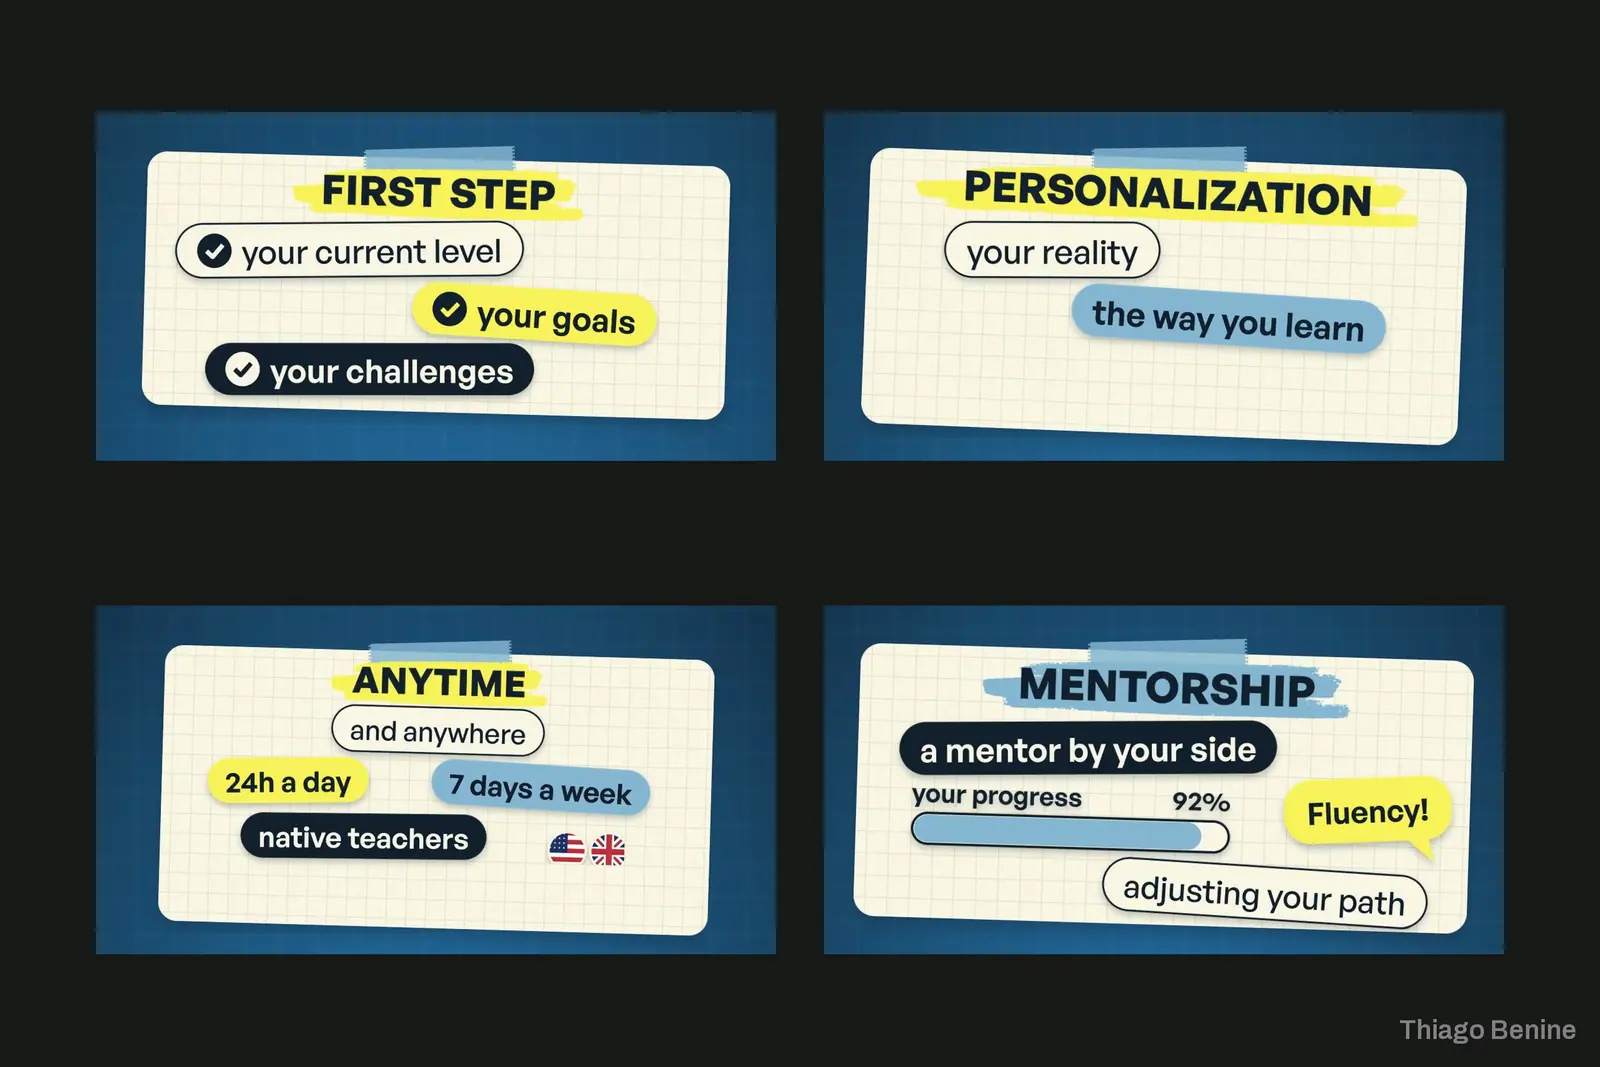 FIRST STEP
your current level
your goals
your challenges
PERSONALIZATION
your reality
the way you learn
ANYTIME
and anywhere
24h a day
7 days a week
native teachers
MENTORSHIP
a mentor by your side
your progress 92%
Fluency!
adjusting your path
Thiago Benine